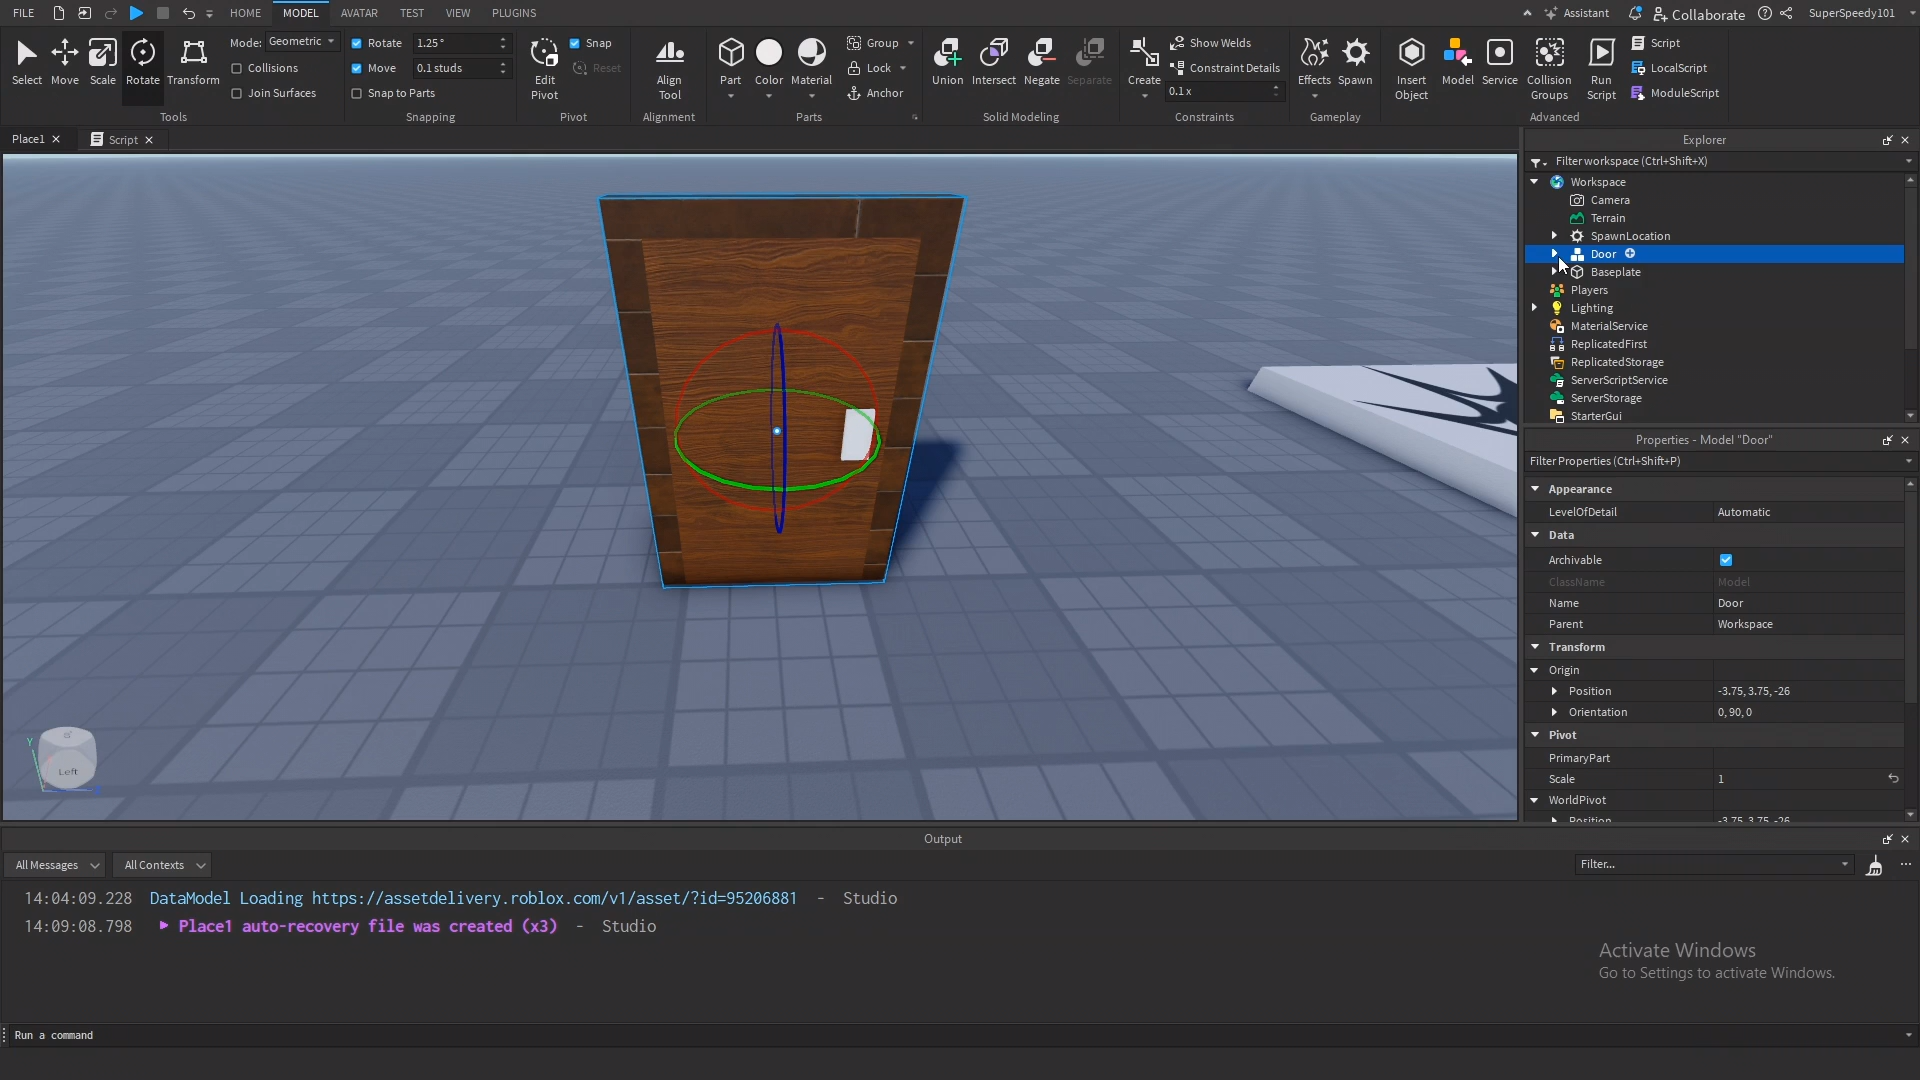 FILE HOME MODEL AVATAR TEST VIEW PLUGINS Assistant Collaborate SuperSpeedy101
Select Move Scale Rotate Transform
Mode: Geometric
Collisions
Join Surfaces
Tools
Rotate 1.25°
Move 0.1 studs
Snap to Parts
Snapping
Edit Pivot
Snap
Reset
Pivot
Align Tool
Alignment
Part Color Material
Group
Lock
Anchor
Parts
Union Intersect Negate Separate
Solid Modeling
Create
Show Welds
Constraint Details
0.1 x
Constraints
Effects Spawn
Gameplay
Insert Object
Model Service
Collision Groups
Run Script
Script
LocalScript
ModuleScript
Advanced
Place1 Script
Explorer
Filter workspace (Ctrl+Shift+X)
Workspace
Camera
Terrain
SpawnLocation
Door
Baseplate
Players
Lighting
MaterialService
ReplicatedFirst
ReplicatedStorage
ServerScriptService
ServerStorage
StarterGui
Properties - Model "Door"
Filter Properties (Ctrl+Shift+P)
Appearance
LevelOfDetail Automatic
Data
Archivable
ClassName Model
Name Door
Parent Workspace
Transform
Origin
Position -3.75, 3.75, -26
Orientation 0, 90, 0
Pivot
PrimaryPart
Scale 1
WorldPivot
Position -3.75, 3.75, -26
Y
Left
Output
All Messages All Contexts Filter...
14:04:09.228 DataModel Loading https://assetdelivery.roblox.com/v1/asset/?id=95206881 - Studio
14:09:08.798 Place1 auto-recovery file was created (x3) - Studio
Activate Windows
Go to Settings to activate Windows.
Run a command